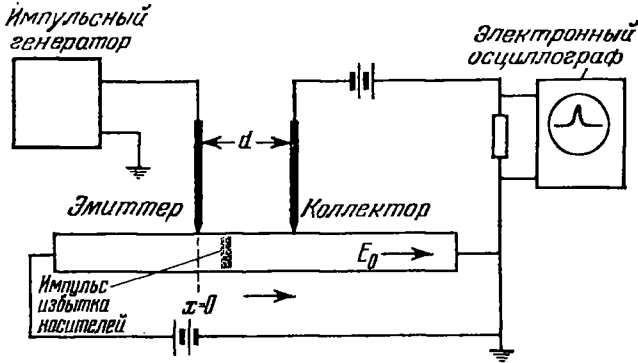 Импульсный
генератор
Электронный
осциллограф
d
Эмиттер
Коллектор
E₀
Импульс
избытка
носителей
x=0